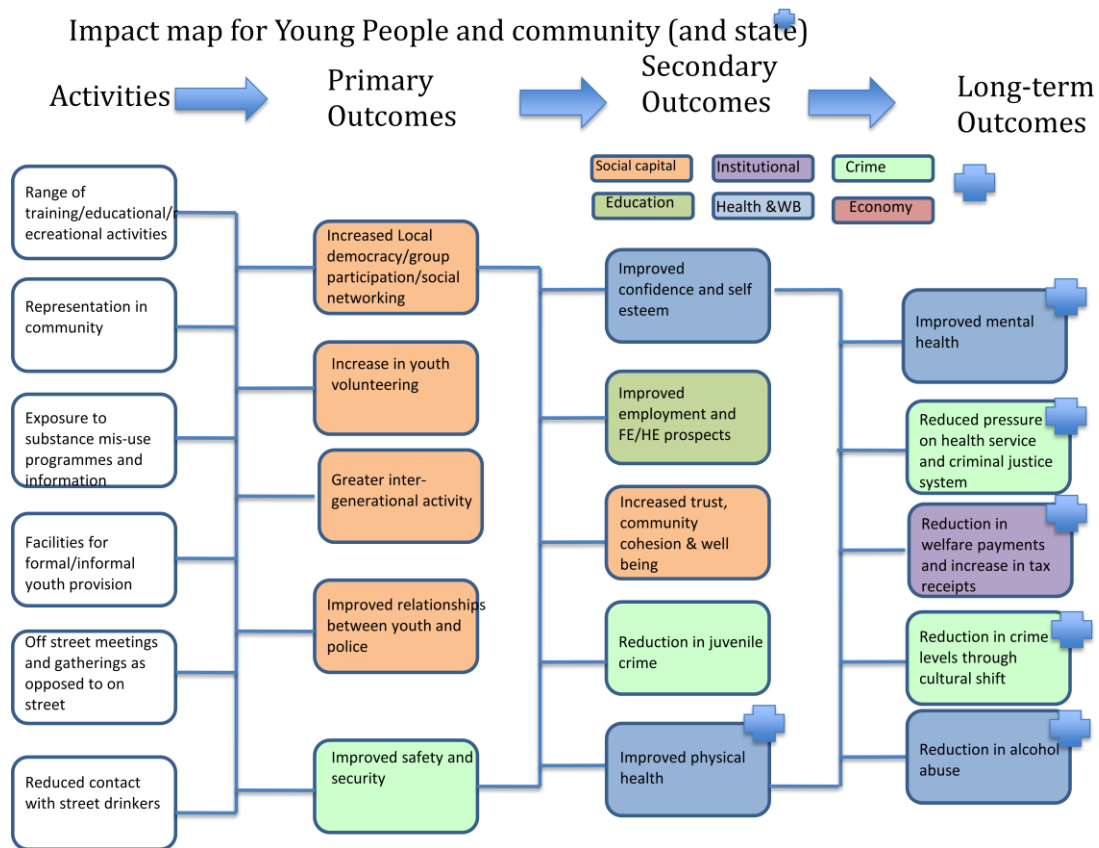 Impact map for Young People and community (and state)
Activities
Primary
Outcomes
Secondary
Outcomes
Long-term
Outcomes
Social capital
Institutional
Crime
Education
Health &WB
Economy
Range of
training/educational/r
ecreational activities
Representation in
community
Exposure to
substance mis-use
programmes and
information
Facilities for
formal/informal
youth provision
Off street meetings
and gatherings as
opposed to on
street
Reduced contact
with street drinkers
Increased Local
democracy/group
participation/social
networking
Increase in youth
volunteering
Greater inter-
generational activity
Improved relationships
between youth and
police
Improved safety and
security
Improved
confidence and self
esteem
Improved
employment and
FE/HE prospects
Increased trust,
community
cohesion & well
being
Reduction in juvenile
crime
Improved physical
health
Improved mental
health
Reduced pressure
on health service
and criminal justice
system
Reduction in
welfare payments
and increase in tax
receipts
Reduction in crime
levels through
cultural shift
Reduction in alcohol
abuse